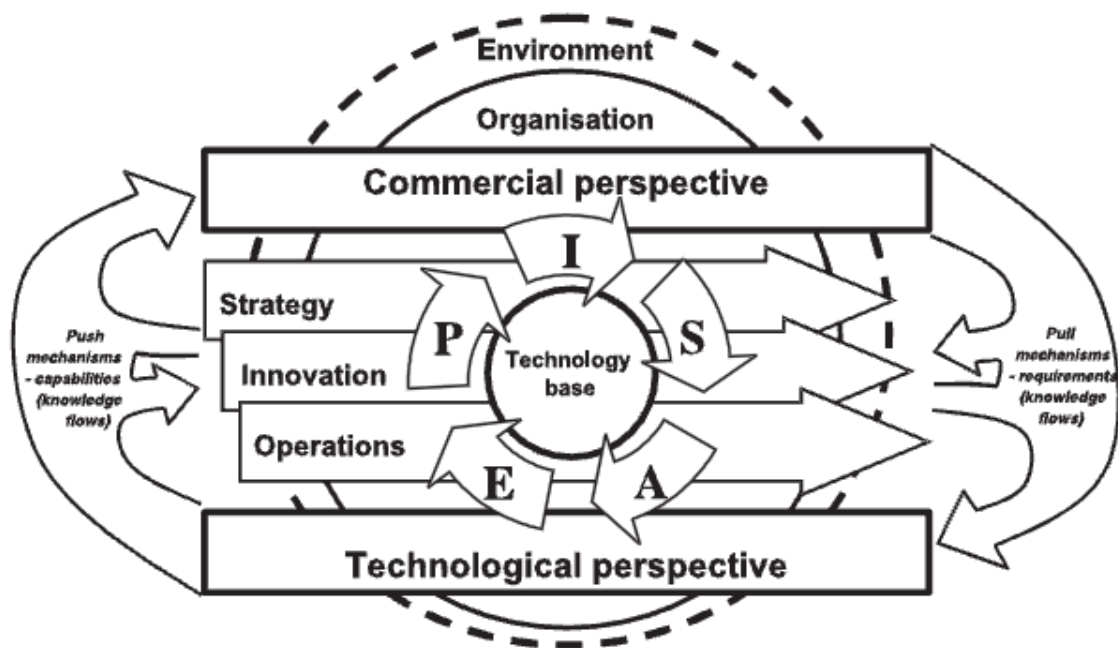 Environment
Organisation
Commercial perspective
I
Strategy
P
S
Push
mechanisms
- capabilities
(knowledge
flows)
Innovation
Technology
base
Pull
mechanisms
- requirements
(knowledge
flows)
Operations
E
A
Technological perspective